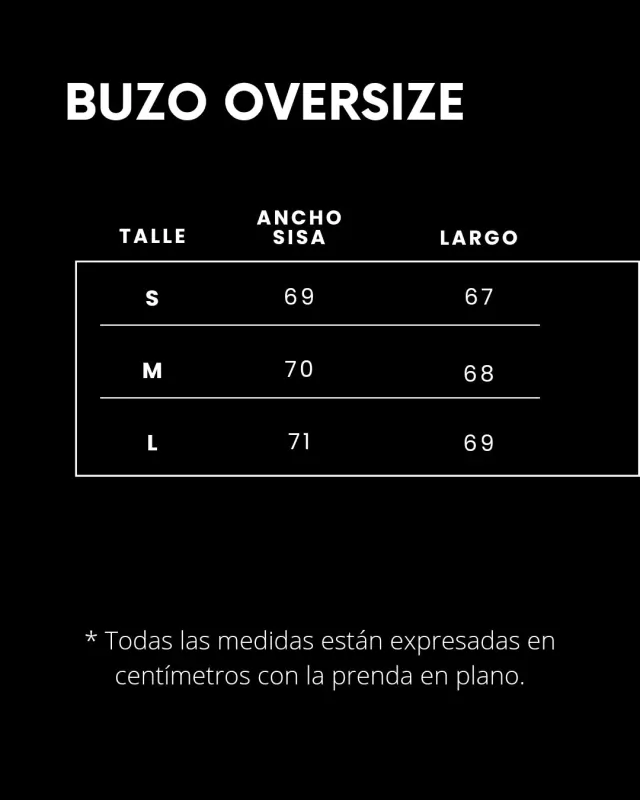 BUZO OVERSIZE
TALLE ANCHO SISA LARGO
S 69 67
M 70 68
L 71 69
* Todas las medidas están expresadas en
centímetros con la prenda en plano.